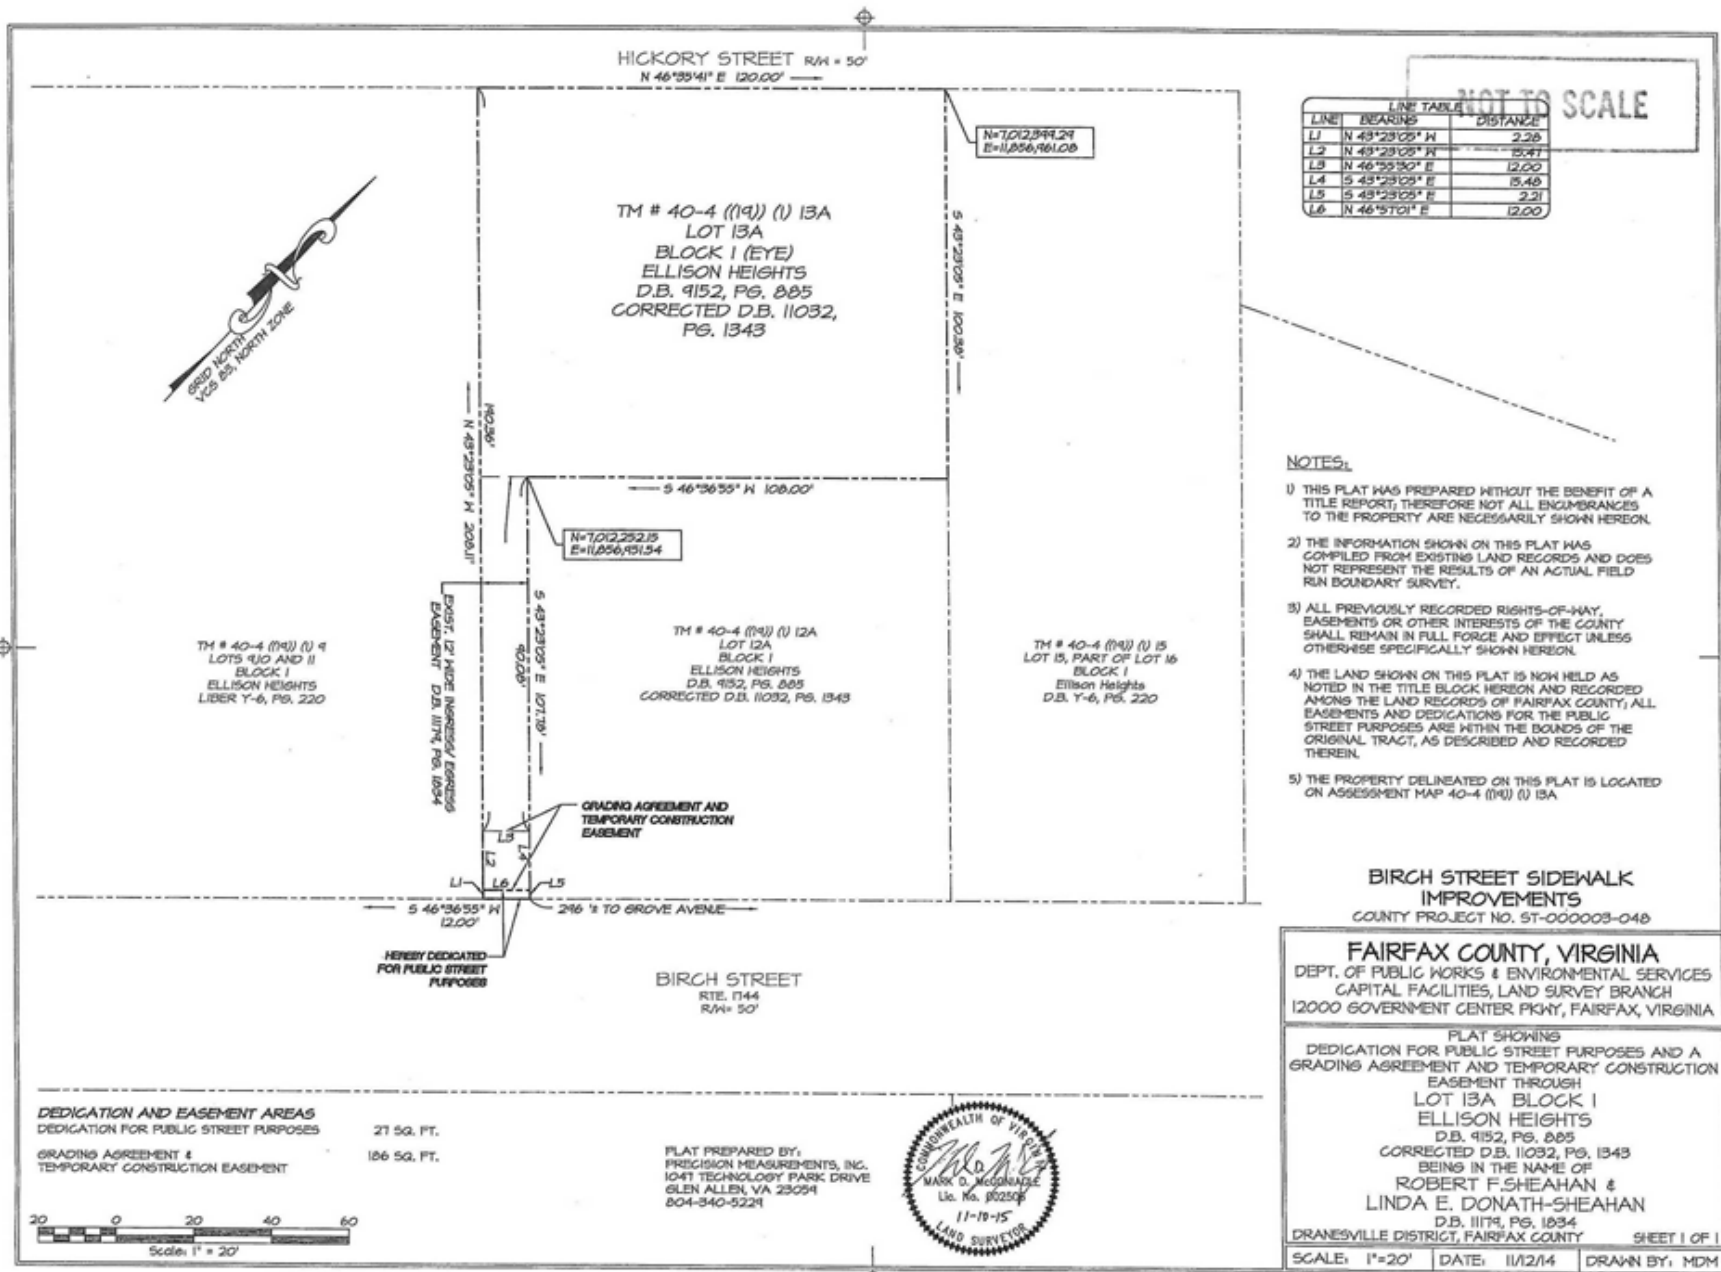 HICKORY STREET R/W = 50'
N 46°35'41" E 120.00'
NOT TO SCALE
LINE TABLE
LINE BEARING DISTANCE
L1 N 43°23'05" W 2.28
L2 N 43°23'05" W 15.47
L3 N 46°35'30" E 12.00
L4 S 43°23'05" E 15.48
L5 S 43°23'05" E 2.21
L6 N 46°57'01" E 12.00
N=7,012,399.29
E=11,856,961.08
TM # 40-4 ((19)) (1) 13A
LOT 13A
BLOCK 1 (EYE)
ELLISON HEIGHTS
D.B. 9152, PG. 885
CORRECTED D.B. 11032,
PG. 1343
S 43°23'05" E 100.38'
GRID NORTH
VCS 83, NORTH ZONE
N 43°23'05" W 208.11'
S 46°36'55" W 108.00'
N=7,012,252.15
E=11,856,951.54
S 43°23'05" E 107.78'
90.08'
EXIST. 12' WIDE INGRESS/ EGRESS
EASEMENT D.B. 11179, PG. 1834
TM # 40-4 ((19)) (1) 9
LOTS 9,10 AND 11
BLOCK 1
ELLISON HEIGHTS
LIBER Y-6, PG. 220
TM # 40-4 ((19)) (1) 12A
LOT 12A
BLOCK 1
ELLISON HEIGHTS
D.B. 9152, PG. 885
CORRECTED D.B. 11032, PG. 1343
TM # 40-4 ((19)) (1) 15
LOT 15, PART OF LOT 16
BLOCK 1
Ellison Heights
D.B. Y-6, PG. 220
GRADING AGREEMENT AND
TEMPORARY CONSTRUCTION
EASEMENT
L3
L2
L4
L1
L6
L5
S 46°36'55" W
12.00'
296 '± TO GROVE AVENUE
HEREBY DEDICATED
FOR PUBLIC STREET
PURPOSES
BIRCH STREET
RTE. 1744
R/W= 50'
NOTES:
1) THIS PLAT WAS PREPARED WITHOUT THE BENEFIT OF A
TITLE REPORT; THEREFORE NOT ALL ENCUMBRANCES
TO THE PROPERTY ARE NECESSARILY SHOWN HEREON.
2) THE INFORMATION SHOWN ON THIS PLAT WAS
COMPILED FROM EXISTING LAND RECORDS AND DOES
NOT REPRESENT THE RESULTS OF AN ACTUAL FIELD
RUN BOUNDARY SURVEY.
3) ALL PREVIOUSLY RECORDED RIGHTS-OF-WAY,
EASEMENTS OR OTHER INTERESTS OF THE COUNTY
SHALL REMAIN IN FULL FORCE AND EFFECT UNLESS
OTHERWISE SPECIFICALLY SHOWN HEREON.
4) THE LAND SHOWN ON THIS PLAT IS NOW HELD AS
NOTED IN THE TITLE BLOCK HEREON AND RECORDED
AMONG THE LAND RECORDS OF FAIRFAX COUNTY; ALL
EASEMENTS AND DEDICATIONS FOR THE PUBLIC
STREET PURPOSES ARE WITHIN THE BOUNDS OF THE
ORIGINAL TRACT, AS DESCRIBED AND RECORDED
THEREIN.
5) THE PROPERTY DELINEATED ON THIS PLAT IS LOCATED
ON ASSESSMENT MAP 40-4 ((19)) (1) 13A
BIRCH STREET SIDEWALK
IMPROVEMENTS
COUNTY PROJECT NO. ST-000003-048
FAIRFAX COUNTY, VIRGINIA
DEPT. OF PUBLIC WORKS & ENVIRONMENTAL SERVICES
CAPITAL FACILITIES, LAND SURVEY BRANCH
12000 GOVERNMENT CENTER PKWY, FAIRFAX, VIRGINIA
PLAT SHOWING
DEDICATION FOR PUBLIC STREET PURPOSES AND A
GRADING AGREEMENT AND TEMPORARY CONSTRUCTION
EASEMENT THROUGH
LOT 13A BLOCK 1
ELLISON HEIGHTS
D.B. 9152, PG. 885
CORRECTED D.B. 11032, PG. 1343
BEING IN THE NAME OF
ROBERT F.SHEAHAN &
LINDA E. DONATH-SHEAHAN
D.B. 11179, PG. 1834
DRANESVILLE DISTRICT, FAIRFAX COUNTY SHEET 1 OF 1
SCALE: 1"=20' DATE: 11/12/14 DRAWN BY: MDM
DEDICATION AND EASEMENT AREAS
DEDICATION FOR PUBLIC STREET PURPOSES 27 SQ. FT.
GRADING AGREEMENT &
TEMPORARY CONSTRUCTION EASEMENT 186 SQ. FT.
20 0 20 40 60
Scale: 1" = 20'
PLAT PREPARED BY:
PRECISION MEASUREMENTS, INC.
1047 TECHNOLOGY PARK DRIVE
GLEN ALLEN, VA 23059
804-340-5229
COMMONWEALTH OF VIRGINIA
MARK D. McGONIAGLE
Lic. No. 002508
11-10-15
LAND SURVEYOR